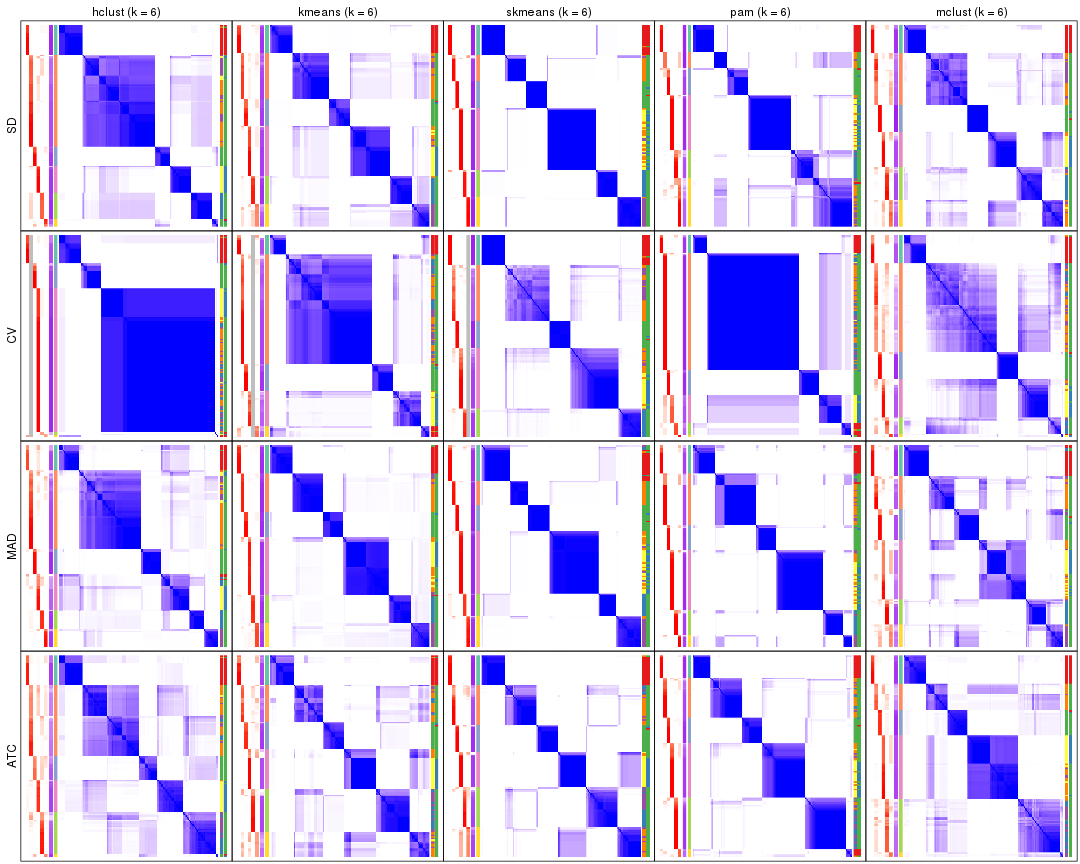 hclust (k = 6)
kmeans (k = 6)
skmeans (k = 6)
pam (k = 6)
mclust (k = 6)
SD
CV
MAD
ATC